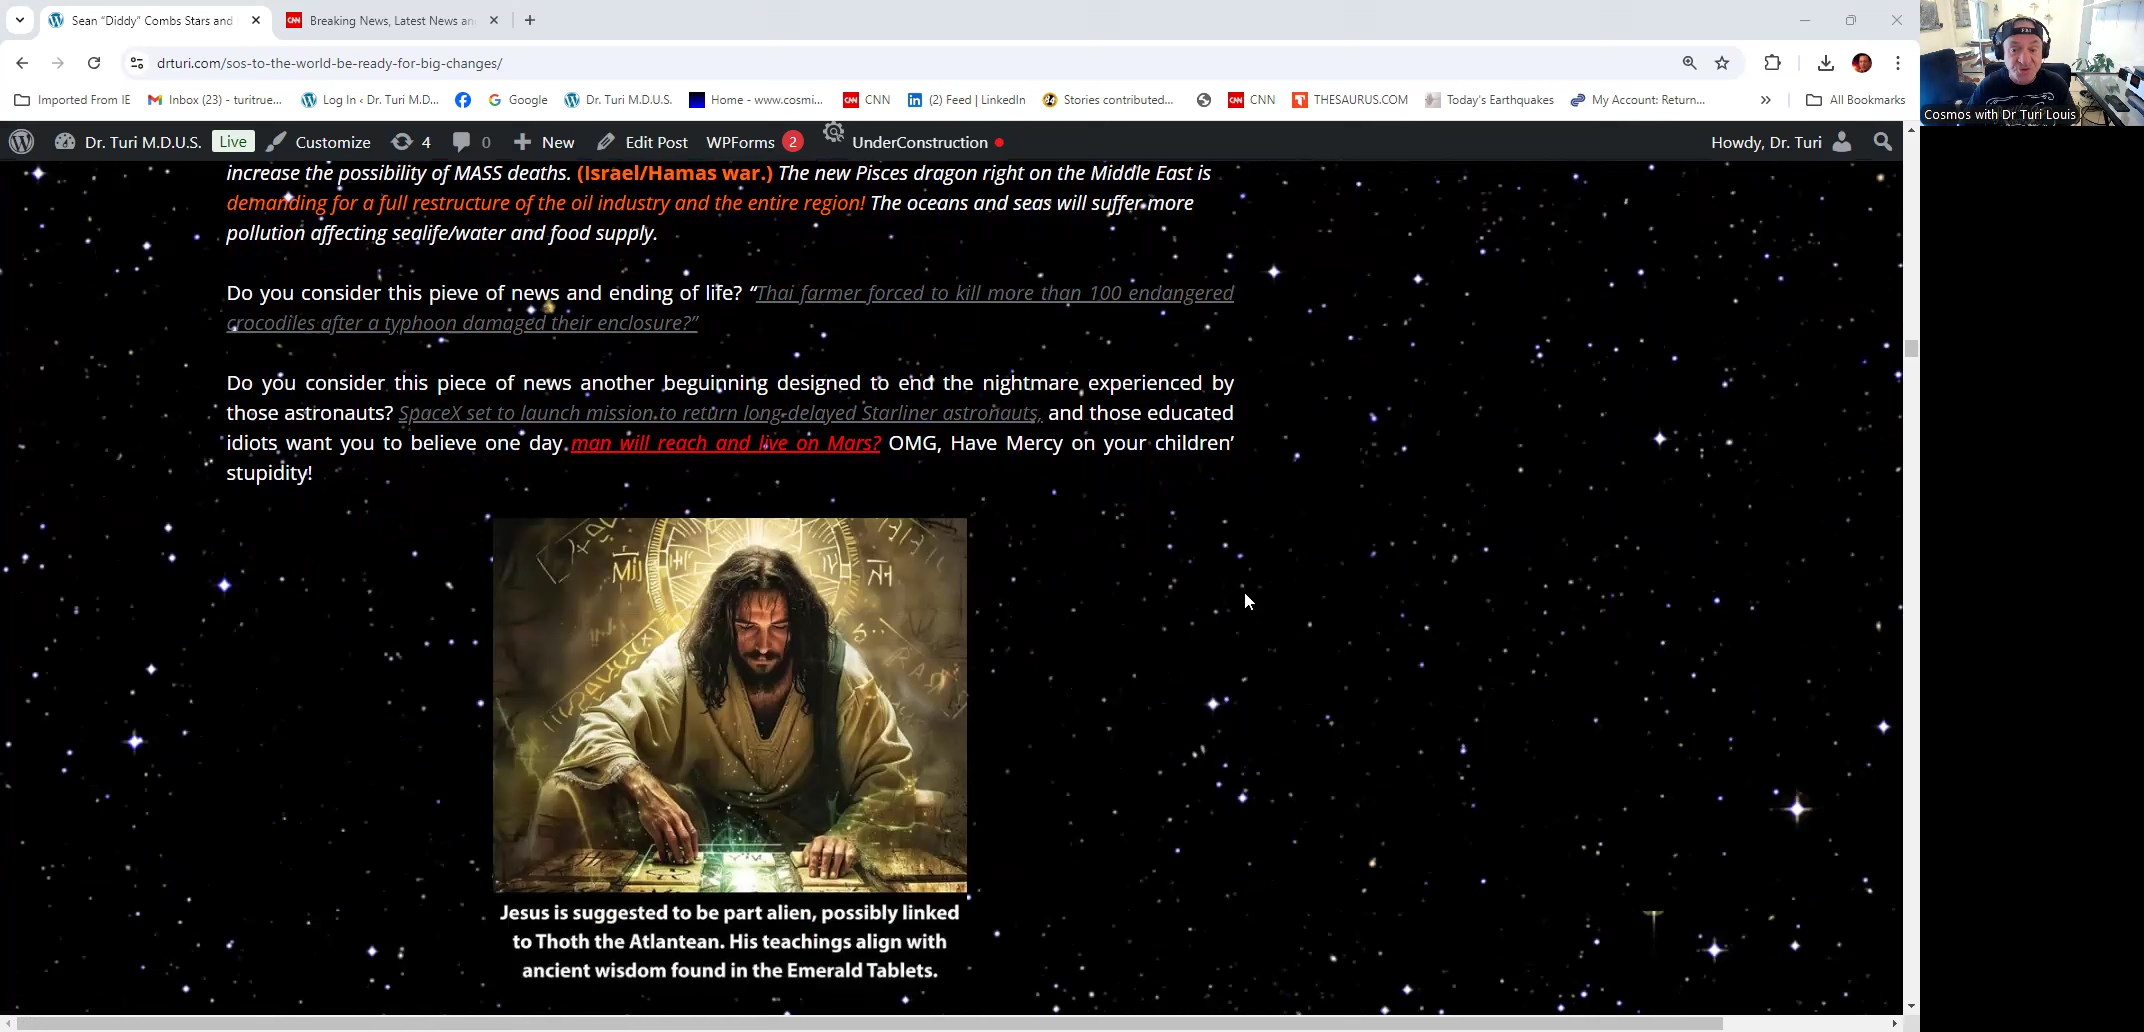 Sean "Diddy" Combs Stars and
Breaking News, Latest News an
drturi.com/sos-to-the-world-be-ready-for-big-changes/
Imported From IE
Inbox (23) - turitrue...
Log In ‹ Dr. Turi M.D...
Dr. Turi M.D.U.S.
Google
Home - www.cosmi...
CNN
(2) Feed | LinkedIn
Stories contributed...
CNN
THESAURUS.COM
Today's Earthquakes
My Account: Return...
All Bookmarks
Cosmos with Dr Turi Louis
Dr. Turi M.D.U.S. Live Customize 4 0 New Edit Post WPForms 2 UnderConstruction Howdy, Dr. Turi
increase the possibility of MASS deaths. (Israel/Hamas war.) The new Pisces dragon right on the Middle East is
demanding for a full restructure of the oil industry and the entire region! The oceans and seas will suffer more
pollution affecting sealife/water and food supply.
Do you consider this pieve of news and ending of life? “Thai farmer forced to kill more than 100 endangered
crocodiles after a typhoon damaged their enclosure?”
Do you consider this piece of news another beguinning designed to end the nightmare experienced by
those astronauts? SpaceX set to launch mission to return long-delayed Starliner astronauts, and those educated
idiots want you to believe one day man will reach and live on Mars? OMG, Have Mercy on your children’
stupidity!
Jesus is suggested to be part alien, possibly linked
to Thoth the Atlantean. His teachings align with
ancient wisdom found in the Emerald Tablets.